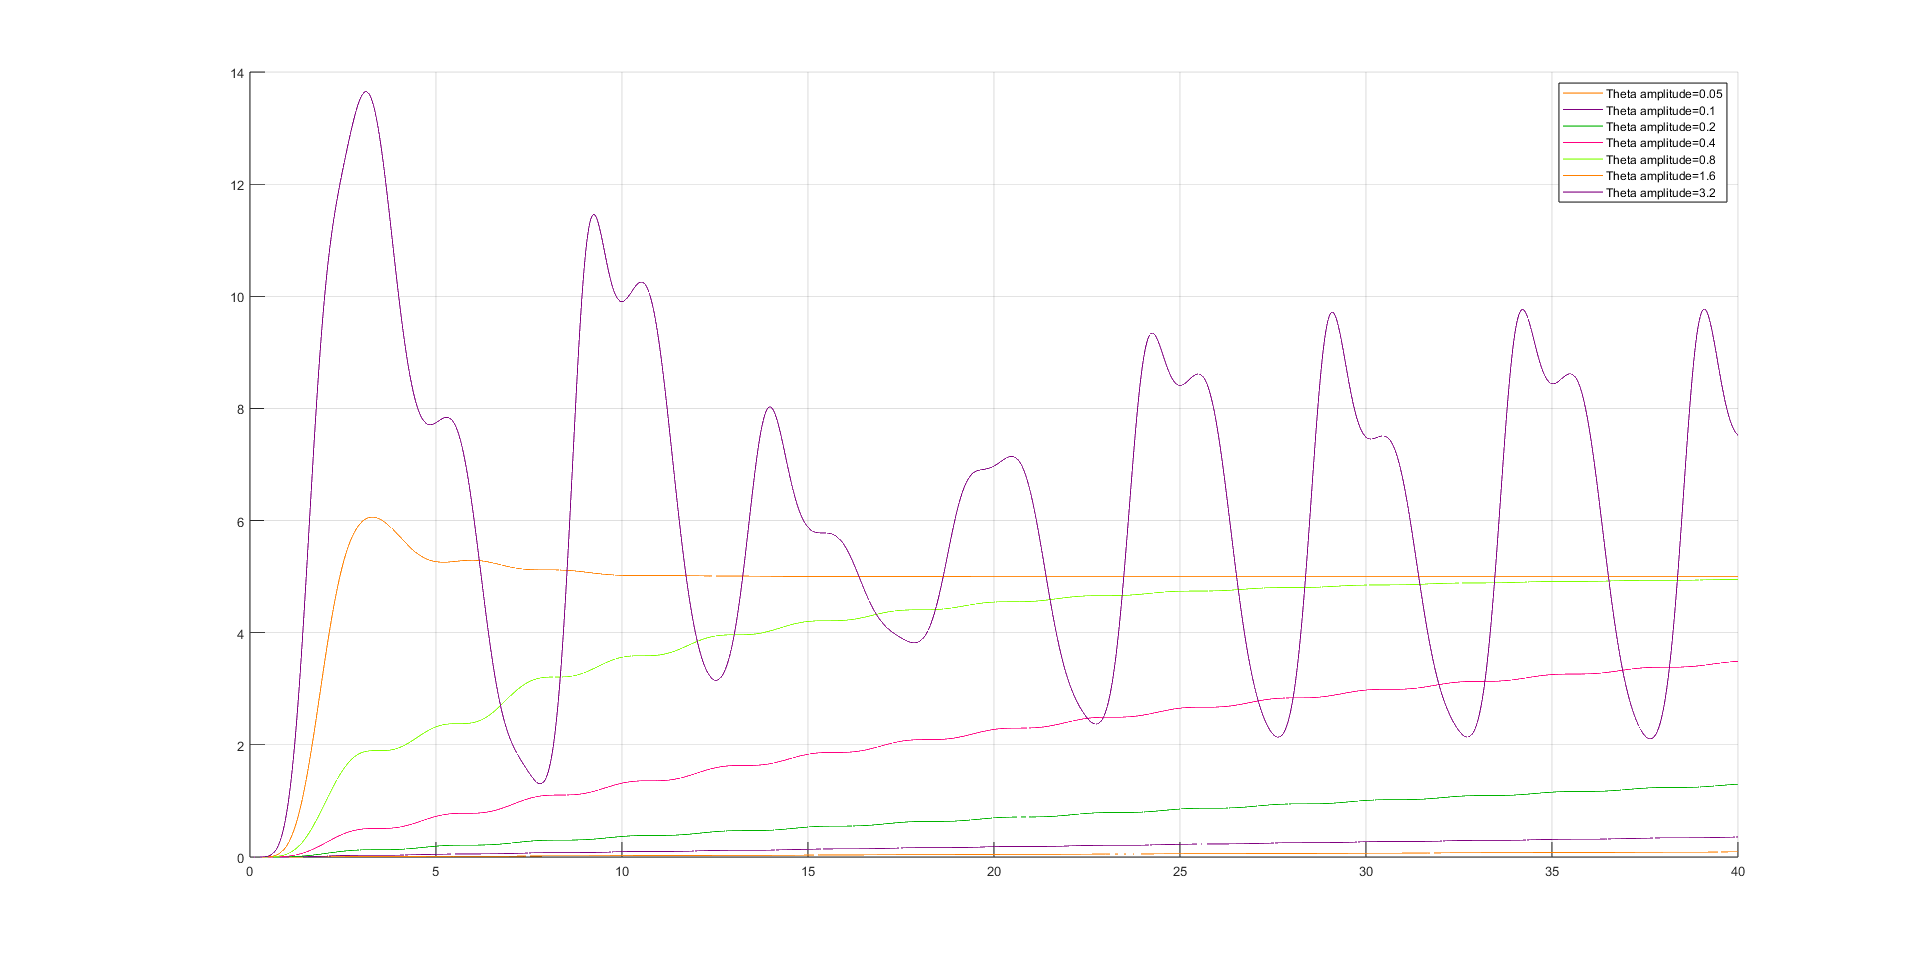 14
12
10
8
6
4
2
0
0 5 10 15 20 25 30 35 40
Theta amplitude=0.05
Theta amplitude=0.1
Theta amplitude=0.2
Theta amplitude=0.4
Theta amplitude=0.8
Theta amplitude=1.6
Theta amplitude=3.2